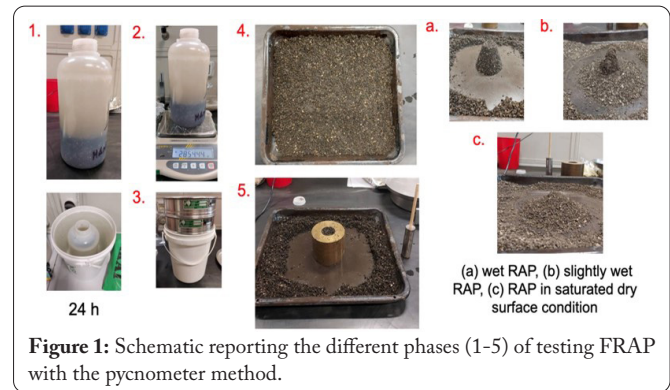 1.
2.
4.
a.
b.
c.
3.
5.
24 h
(a) wet RAP, (b) slightly wet
RAP, (c) RAP in saturated dry
surface condition
Figure 1: Schematic reporting the different phases (1-5) of testing FRAP
with the pycnometer method.